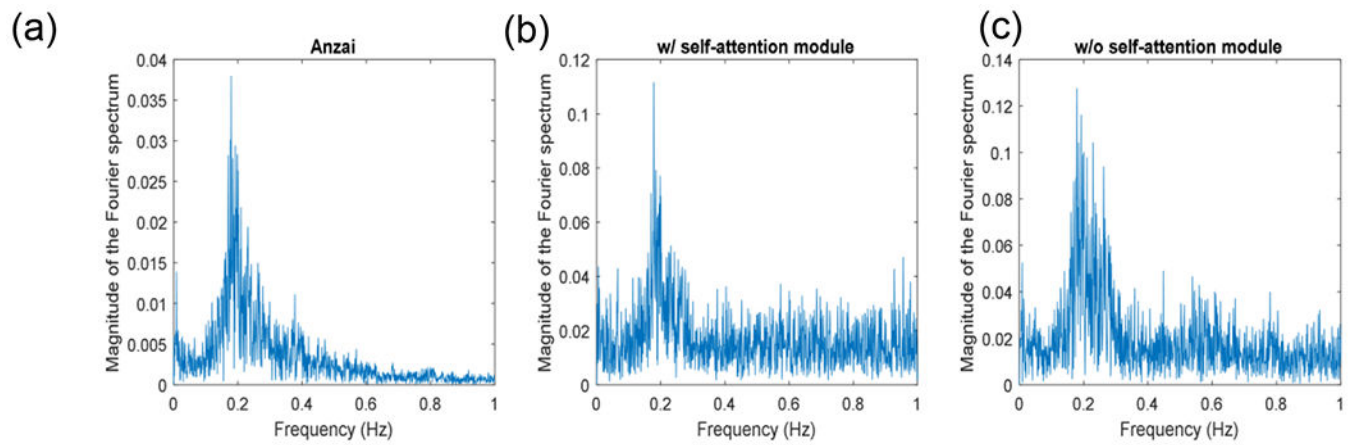 (a)
Anzai
Magnitude of the Fourier spectrum
0.04
0.035
0.03
0.025
0.02
0.015
0.01
0.005
0
0 0.2 0.4 0.6 0.8 1
Frequency (Hz)
(b)
w/ self-attention module
Magnitude of the Fourier spectrum
0.12
0.1
0.08
0.06
0.04
0.02
0
0 0.2 0.4 0.6 0.8 1
Frequency (Hz)
(c)
w/o self-attention module
Magnitude of the Fourier spectrum
0.14
0.12
0.1
0.08
0.06
0.04
0.02
0
0 0.2 0.4 0.6 0.8 1
Frequency (Hz)